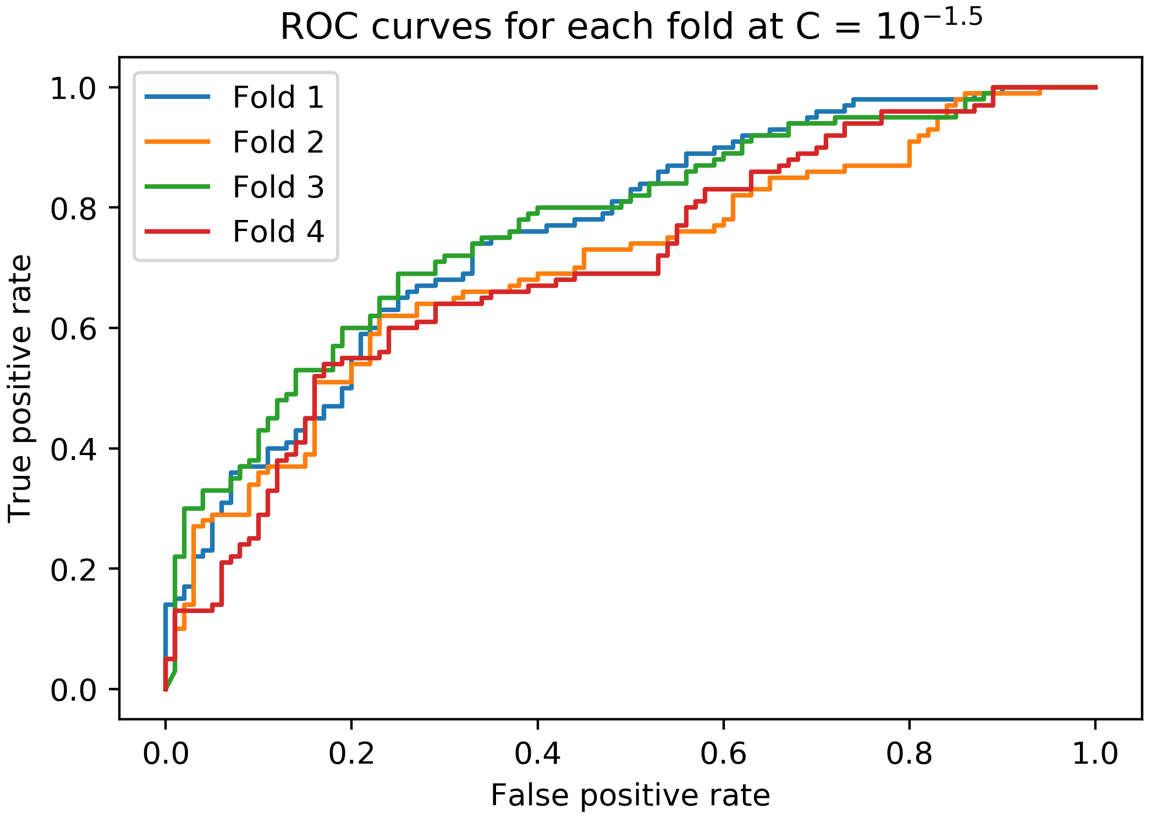 ROC curves for each fold at C = 10⁻¹·⁵
Fold 1
Fold 2
Fold 3
Fold 4
True positive rate
1.0
0.8
0.6
0.4
0.2
0.0
0.0 0.2 0.4 0.6 0.8 1.0
False positive rate